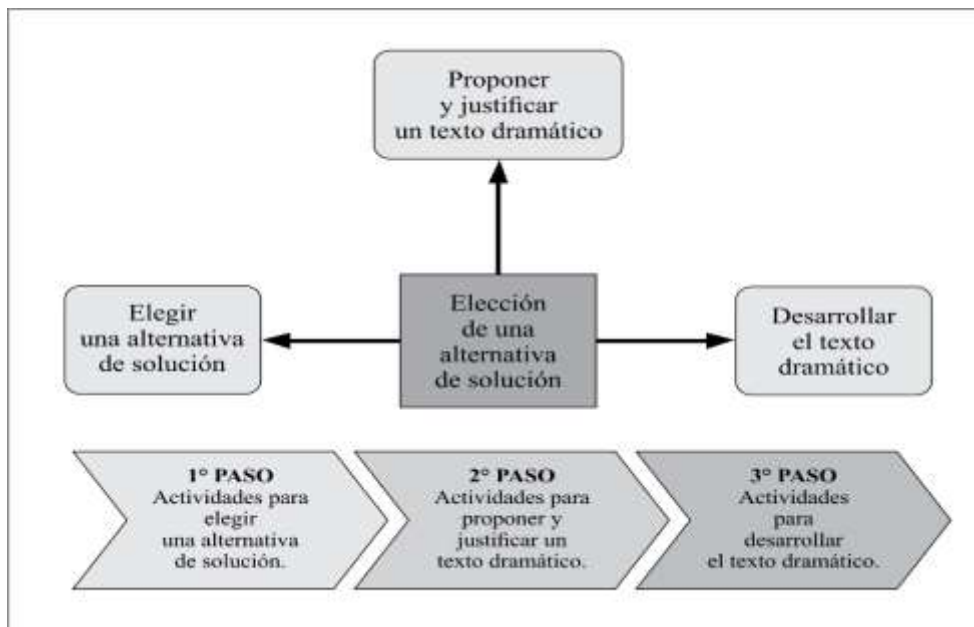 Proponer
y justificar
un texto dramático
Elegir
una alternativa
de solución
Elección
de una
alternativa
de solución
Desarrollar
el texto
dramático
1° PASO
Actividades para
elegir
una alternativa
de solución.
2° PASO
Actividades para
proponer y
justificar un
texto dramático.
3° PASO
Actividades
para
desarrollar
el texto dramático.